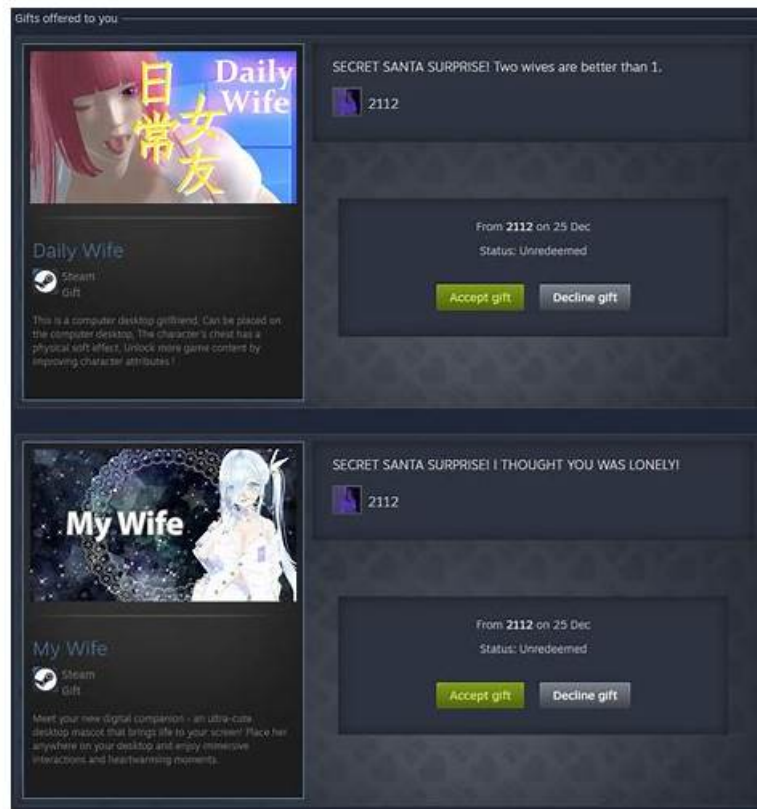 Gifts offered to you
Daily
Wife
日常
女友
SECRET SANTA SURPRISE! Two wives are better than 1.
2112
Daily Wife
Steam
Gift
This is a computer desktop girlfriend. Can be placed on
the computer desktop, The character's chest has a
physical soft effect, Unlock more game content by
improving character attributes !
From 2112 on 25 Dec
Status: Unredeemed
Accept gift Decline gift
My Wife
SECRET SANTA SURPRISE! I THOUGHT YOU WAS LONELY!
2112
My Wife
Steam
Gift
Meet your new digital companion - an ultra-cute
desktop mascot that brings life to your screen! Place her
anywhere on your desktop and enjoy immersive
interactions and heartwarming moments.
From 2112 on 25 Dec
Status: Unredeemed
Accept gift Decline gift